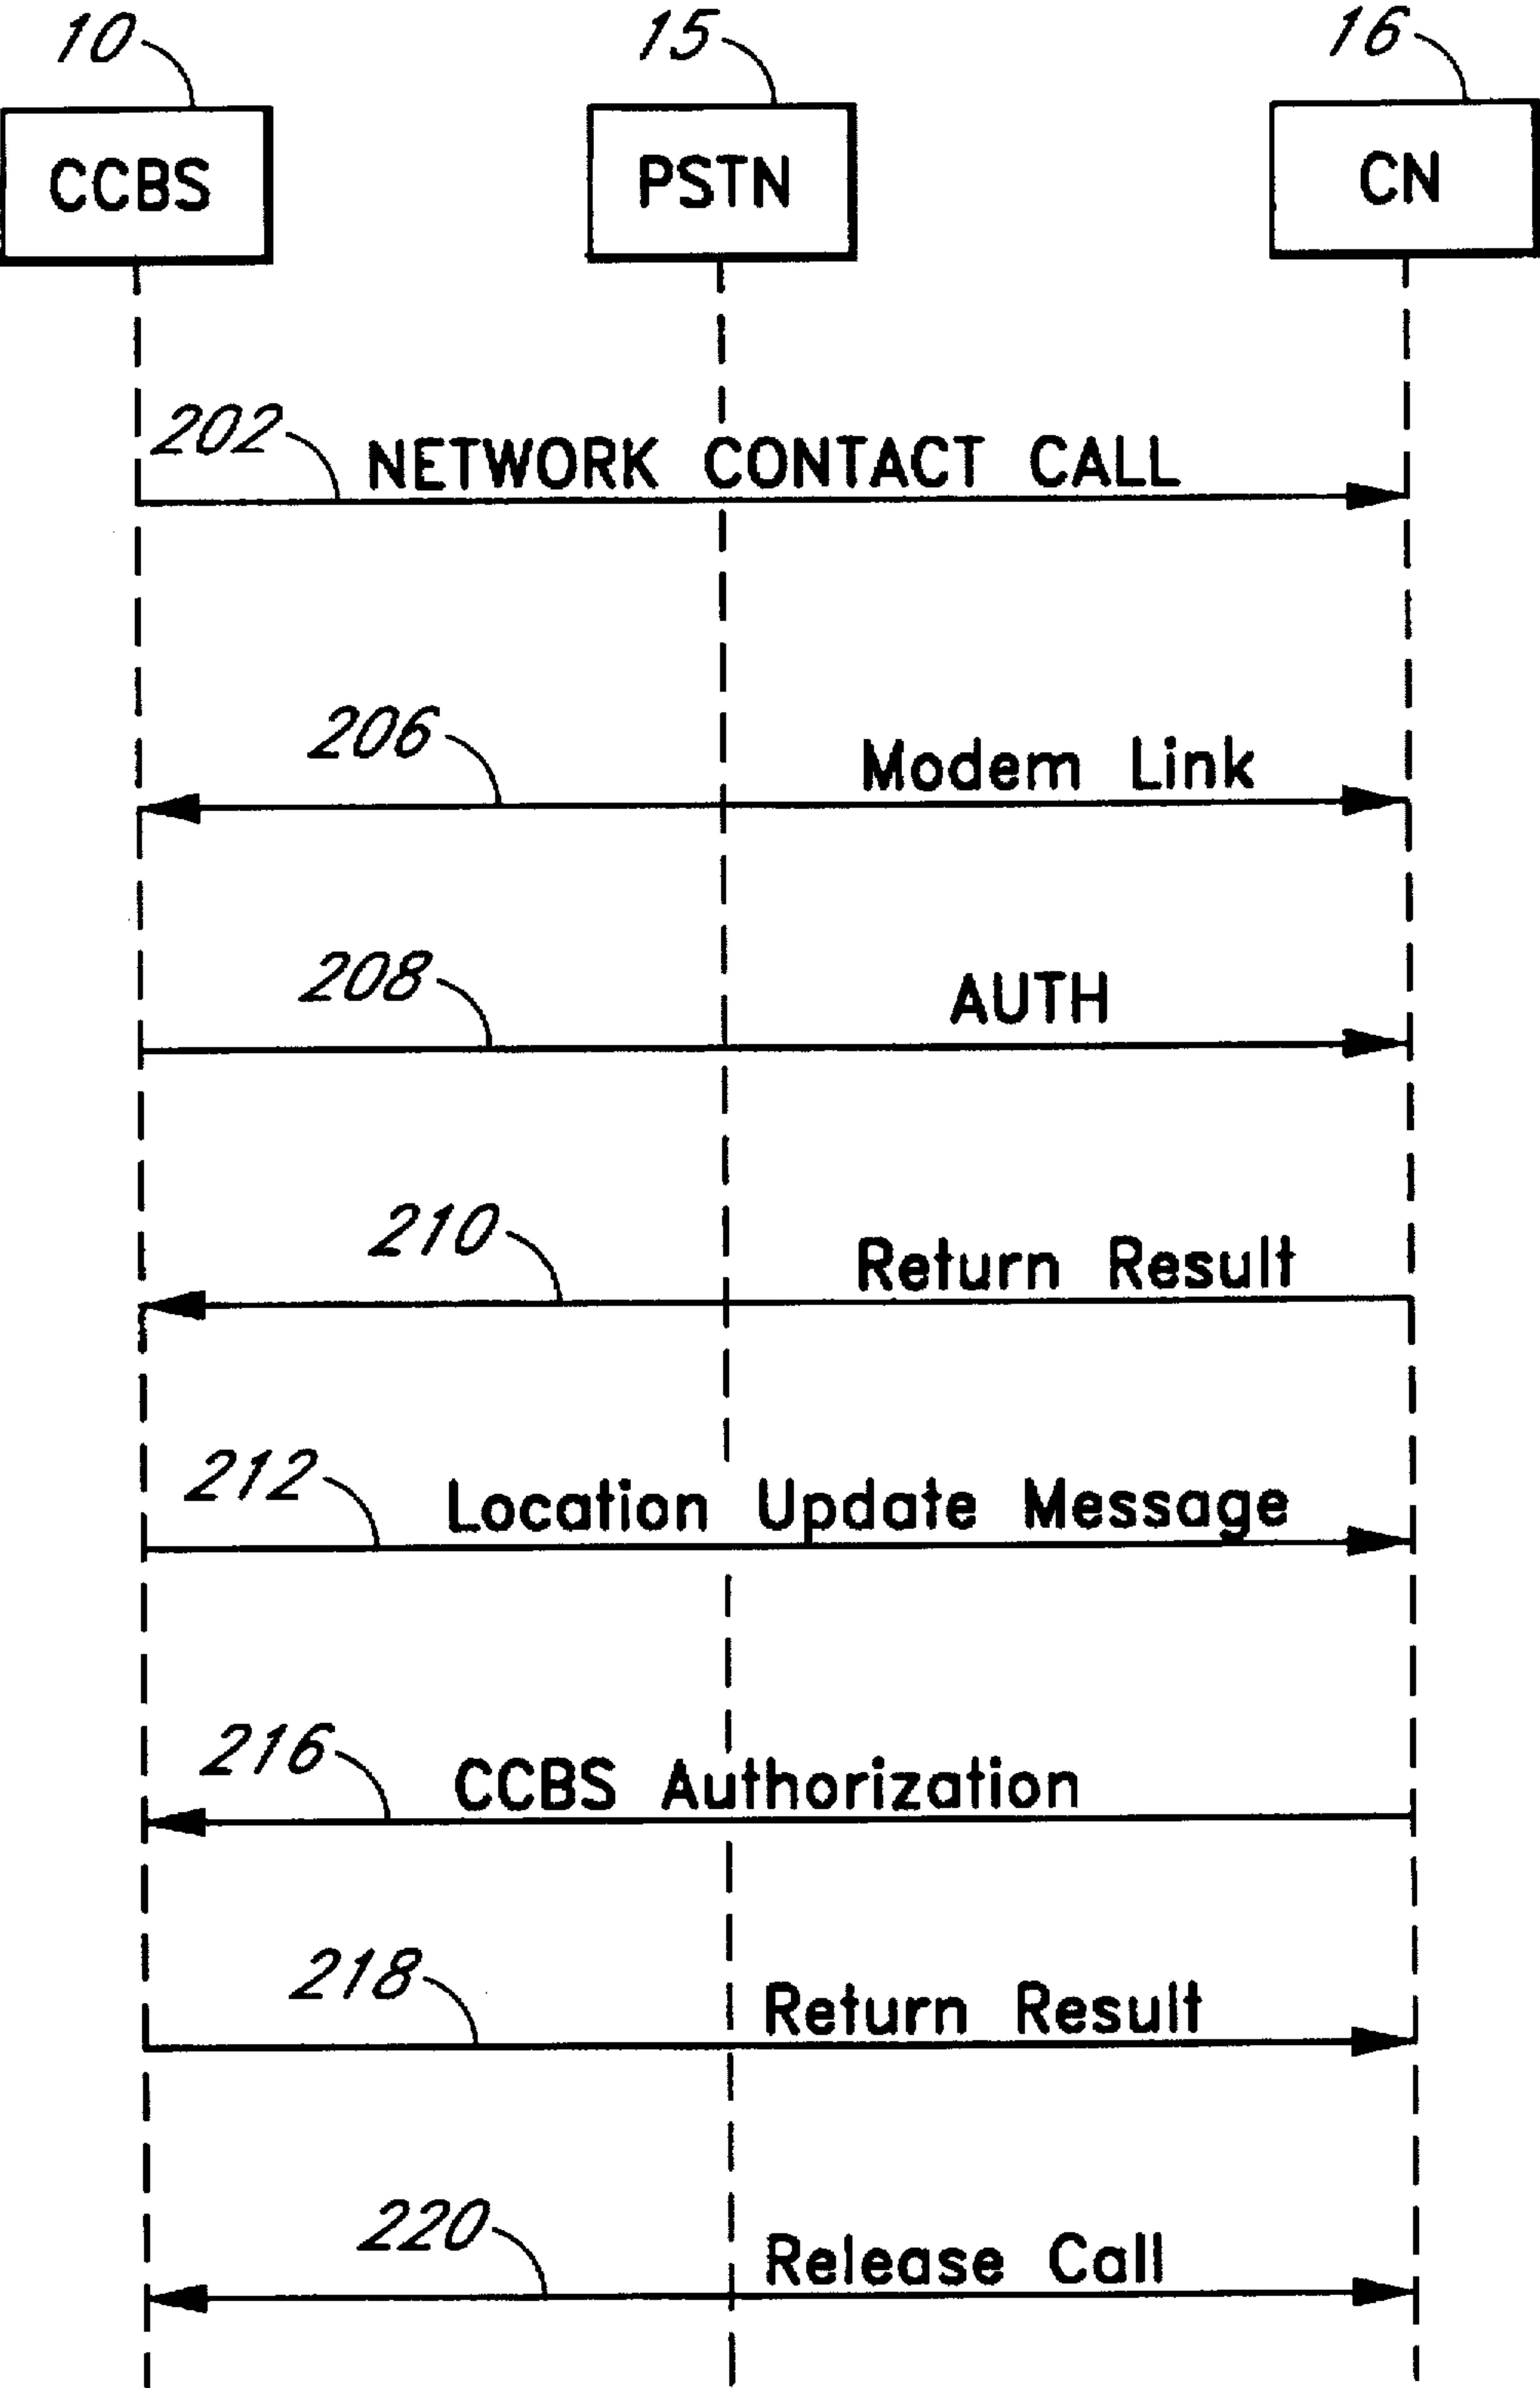 10 15 16
CCBS PSTN CN
202 NETWORK CONTACT CALL
206 Modem Link
208 AUTH
210 Return Result
212 Location Update Message
216 CCBS Authorization
218 Return Result
220 Release Call